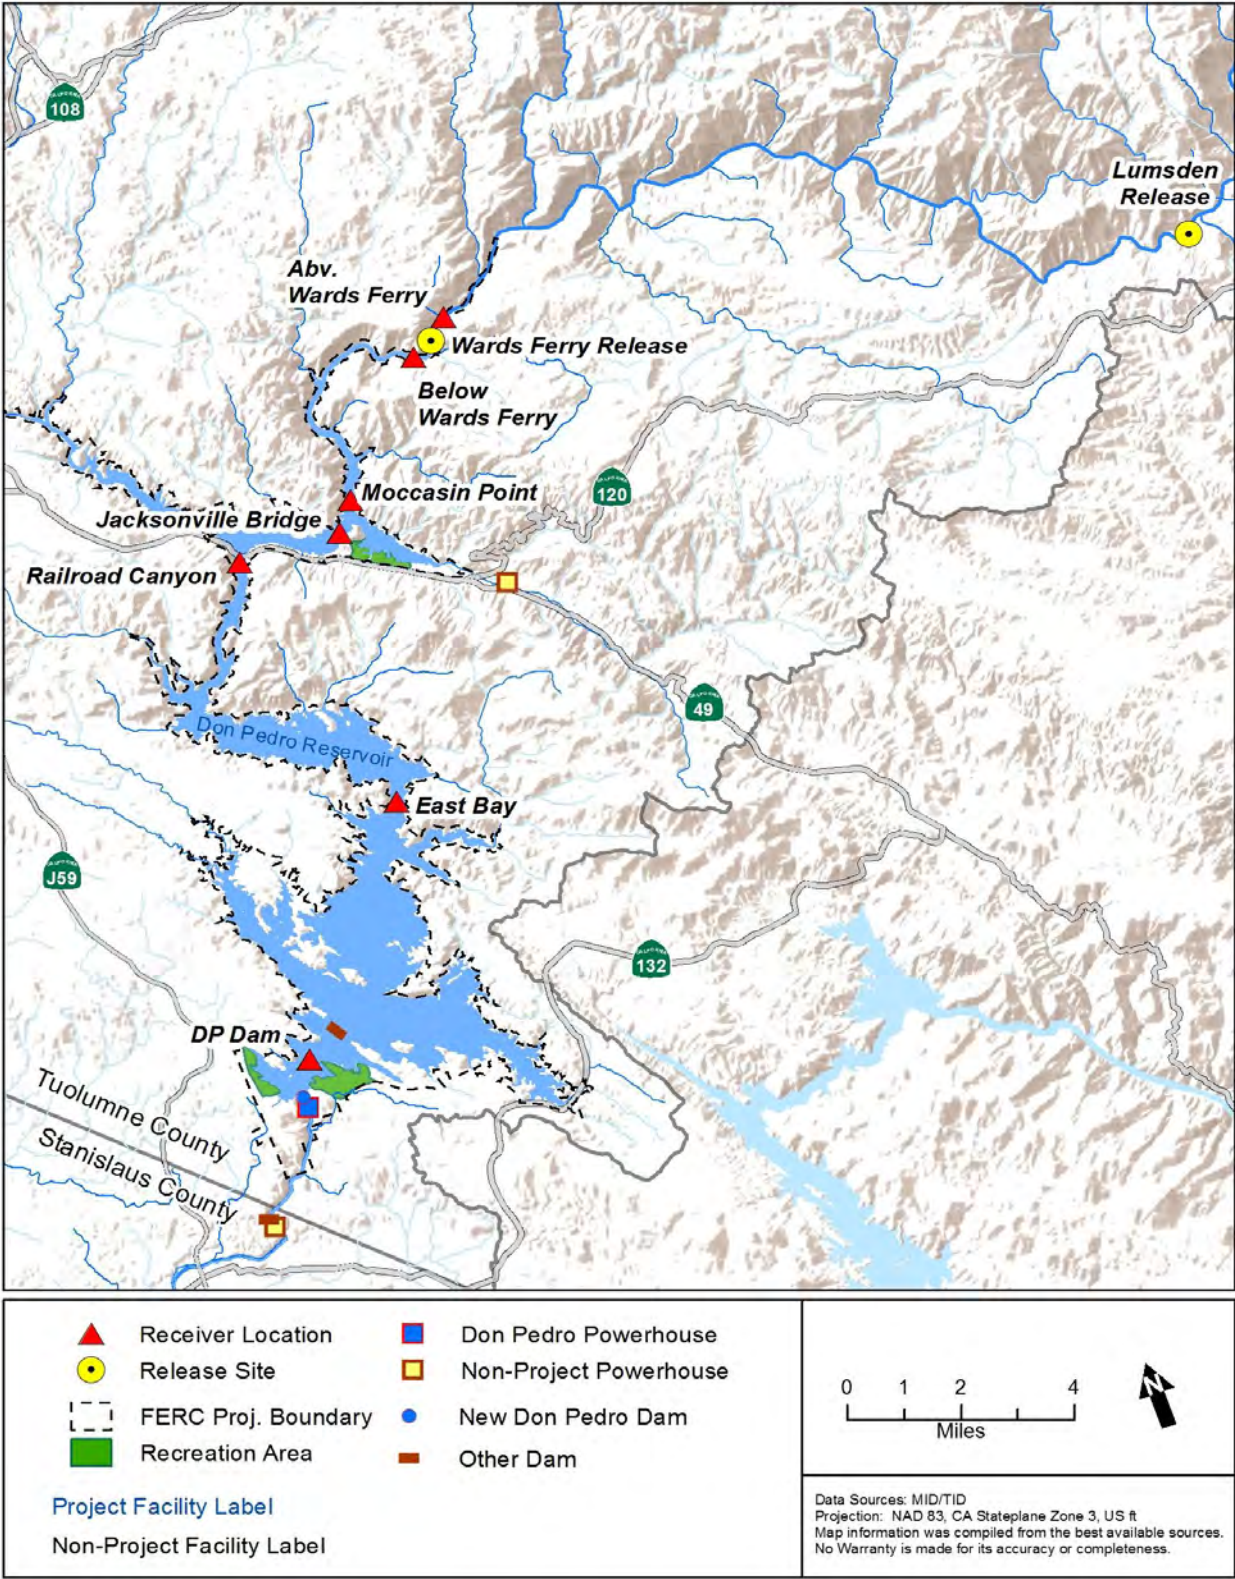 108
Lumsden
Release
Abv.
Wards Ferry
Wards Ferry Release
Below
Wards Ferry
Moccasin Point
120
Jacksonville Bridge
Railroad Canyon
49
Don Pedro Reservoir
East Bay
J59
132
DP Dam
Tuolumne County
Stanislaus County
Receiver Location
Release Site
FERC Proj. Boundary
Recreation Area
Project Facility Label
Non-Project Facility Label
Don Pedro Powerhouse
Non-Project Powerhouse
New Don Pedro Dam
Other Dam
0 1 2 4
Miles
N
Data Sources: MID/TID
Projection: NAD 83, CA Stateplane Zone 3, US ft
Map information was compiled from the best available sources.
No Warranty is made for its accuracy or completeness.